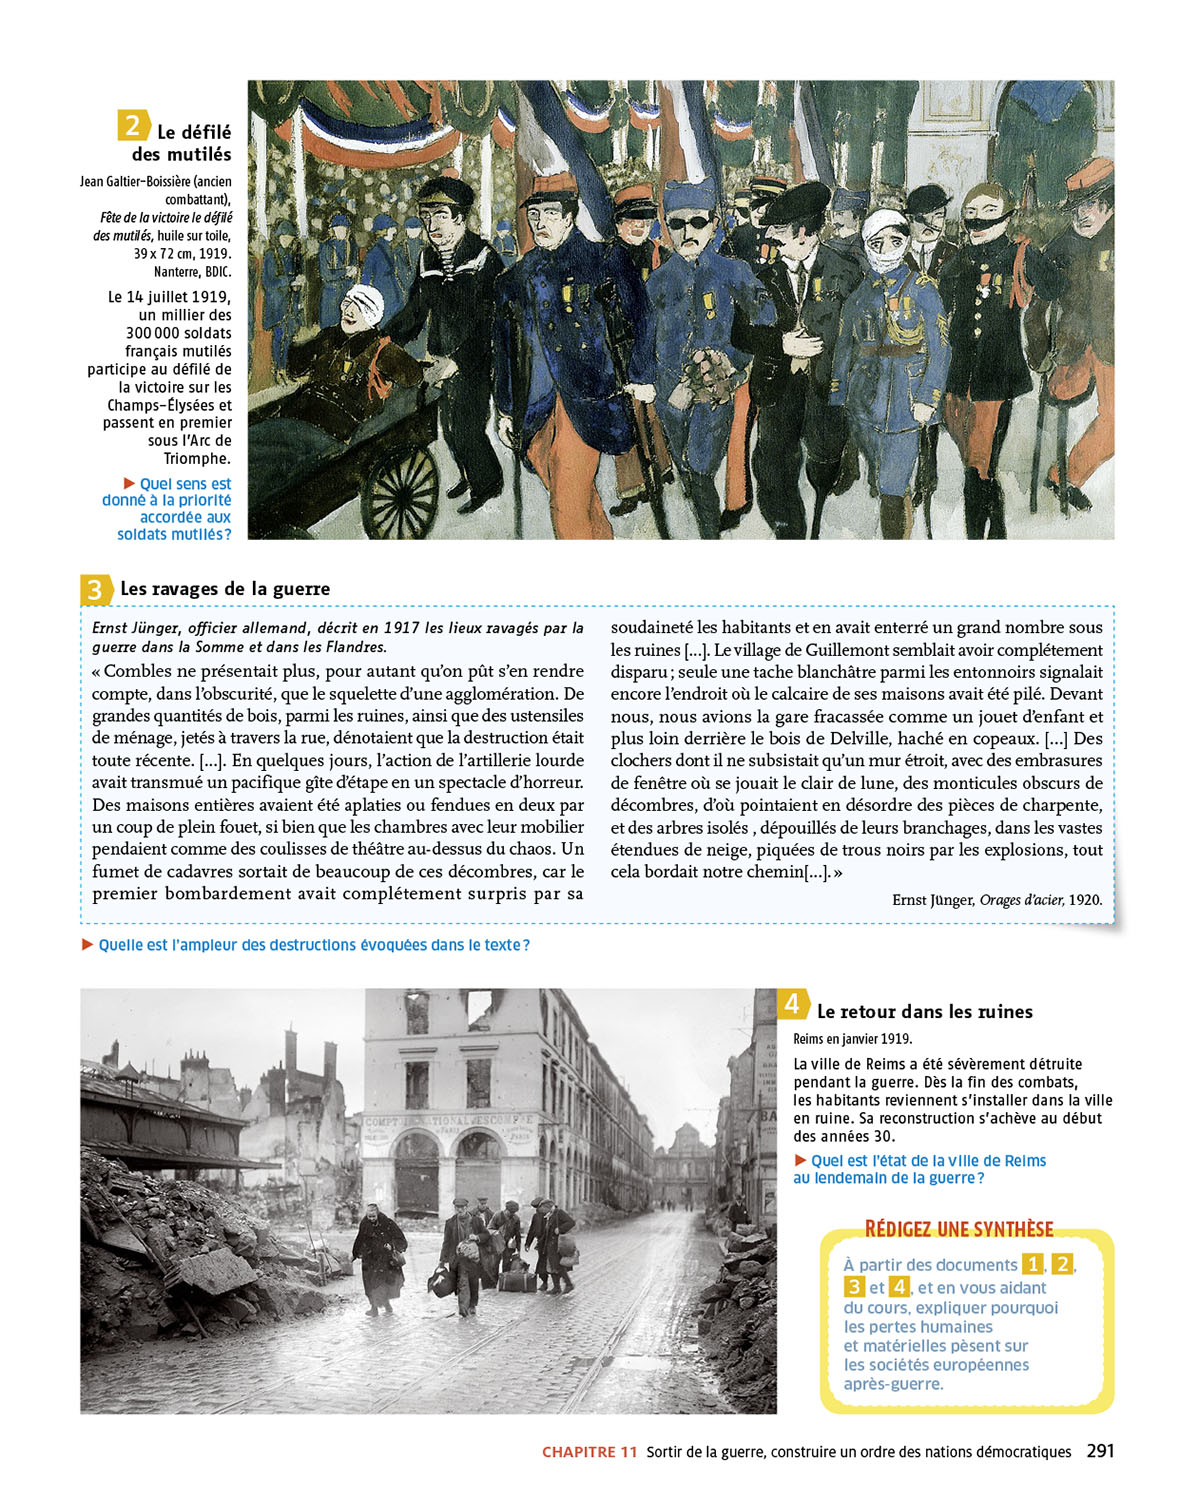 2 Le défilé
des mutilés
Jean Galtier-Boissière (ancien
combattant),
Fête de la victoire le défilé
des mutilés, huile sur toile,
39 x 72 cm, 1919.
Nanterre, BDIC.
Le 14 juillet 1919,
un millier des
300 000 soldats
français mutilés
participe au défilé de
la victoire sur les
Champs-Élysées et
passent en premier
sous l'Arc de
Triomphe.
▶ Quel sens est
donné à la priorité
accordée aux
soldats mutilés ?
3 Les ravages de la guerre
Ernst Jünger, officier allemand, décrit en 1917 les lieux ravagés par la
guerre dans la Somme et dans les Flandres.
« Combles ne présentait plus, pour autant qu'on pût s'en rendre
compte, dans l'obscurité, que le squelette d'une agglomération. De
grandes quantités de bois, parmi les ruines, ainsi que des ustensiles
de ménage, jetés à travers la rue, dénotaient que la destruction était
toute récente. [...]. En quelques jours, l'action de l'artillerie lourde
avait transmué un pacifique gîte d'étape en un spectacle d'horreur.
Des maisons entières avaient été aplaties ou fendues en deux par
un coup de plein fouet, si bien que les chambres avec leur mobilier
pendaient comme des coulisses de théâtre au-dessus du chaos. Un
fumet de cadavres sortait de beaucoup de ces décombres, car le
premier bombardement avait complétement surpris par sa
soudaineté les habitants et en avait enterré un grand nombre sous
les ruines [...]. Le village de Guillemont semblait avoir complétement
disparu ; seule une tache blanchâtre parmi les entonnoirs signalait
encore l'endroit où le calcaire de ses maisons avait été pilé. Devant
nous, nous avions la gare fracassée comme un jouet d'enfant et
plus loin derrière le bois de Delville, haché en copeaux. [...] Des
clochers dont il ne subsistait qu'un mur étroit, avec des embrasures
de fenêtre où se jouait le clair de lune, des monticules obscurs de
décombres, d'où pointaient en désordre des pièces de charpente,
et des arbres isolés , dépouillés de leurs branchages, dans les vastes
étendues de neige, piquées de trous noirs par les explosions, tout
cela bordait notre chemin[...]. »
Ernst Jünger, Orages d'acier, 1920.
▶ Quelle est l'ampleur des destructions évoquées dans le texte ?
COMPTOIR NATIONAL D'ESCOMPTE
PARIS
4 Le retour dans les ruines
Reims en janvier 1919.
La ville de Reims a été sévèrement détruite
pendant la guerre. Dès la fin des combats,
les habitants reviennent s'installer dans la ville
en ruine. Sa reconstruction s'achève au début
des années 30.
▶ Quel est l'état de la ville de Reims
au lendemain de la guerre ?
RÉDIGEZ UNE SYNTHÈSE
À partir des documents 1, 2,
3 et 4, et en vous aidant
du cours, expliquer pourquoi
les pertes humaines
et matérielles pèsent sur
les sociétés européennes
après-guerre.
CHAPITRE 11 Sortir de la guerre, construire un ordre des nations démocratiques 291